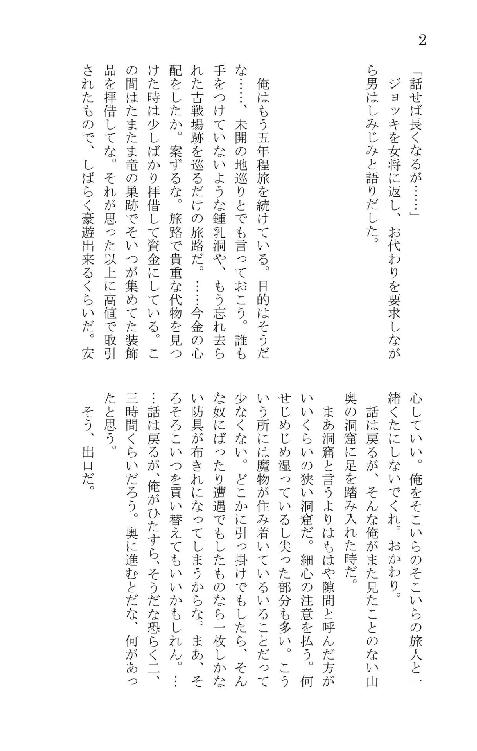 2
「話せば長くなるが……」
ジョッキを女将に返し、お代わりを要求しなが
ら男はしみじみと語りだした。
俺はもう五年程旅を続けている。目的はそうだ
な……、未開の地巡りとでも言っておこう。誰も
手をつけていないような鍾乳洞や、もう忘れ去ら
れた古戦場跡を巡るだけの旅路だ。……今金の心
配をしたか。案ずるな。旅路で貴重な代物を見つ
けた時は少しばかり拝借して資金にしている。こ
の間はたまたま竜の巣跡でそいつが集めてた装飾
品を拝借してな。それが思った以上に高値で取引
されたもので、しばらく豪遊出来るくらいだ。安
心していい。俺をそこいらのそこいらの旅人と一
緒くたにしないでくれ。おかわり。
話は戻るが、そんな俺がまだ見たことのない山
奥の洞窟に足を踏み入れた時だ。
まあ洞窟と言うよりはもはや隙間と呼んだ方が
いいくらいの狭い洞窟だ。細心の注意を払う。何
せじめじめ湿っているし尖った部分も多い。こう
いう所には魔物が住み着いているいることだって
少なくない。どこかに引っ掛けでもしたら、そん
な奴にばったり遭遇でもしたものなら一枚しかな
い防具が布きれになってしまうからな。まあ、そ
ろそろこいつを買い替えてもいいかもしれん。…
…話は戻るが、俺がひたすら、そうだな恐らく二、
三時間くらいだろう。奥に進むとだな、何があっ
たと思う。
そう、出口だ。